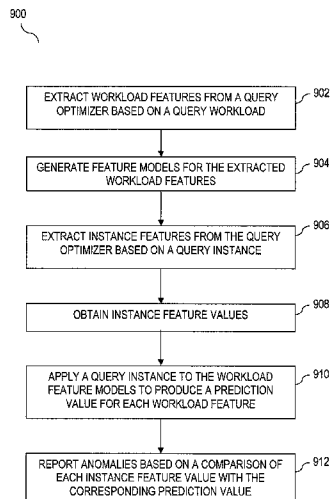 900
EXTRACT WORKLOAD FEATURES FROM A QUERY
OPTIMIZER BASED ON A QUERY WORKLOAD
902
GENERATE FEATURE MODELS FOR THE EXTRACTED
WORKLOAD FEATURES
904
EXTRACT INSTANCE FEATURES FROM THE QUERY
OPTIMIZER BASED ON A QUERY INSTANCE
906
OBTAIN INSTANCE FEATURE VALUES
908
APPLY A QUERY INSTANCE TO THE WORKLOAD
FEATURE MODELS TO PRODUCE A PREDICTION
VALUE FOR EACH WORKLOAD FEATURE
910
REPORT ANOMALIES BASED ON A COMPARISON OF
EACH INSTANCE FEATURE VALUE WITH THE
CORRESPONDING PREDICTION VALUE
912